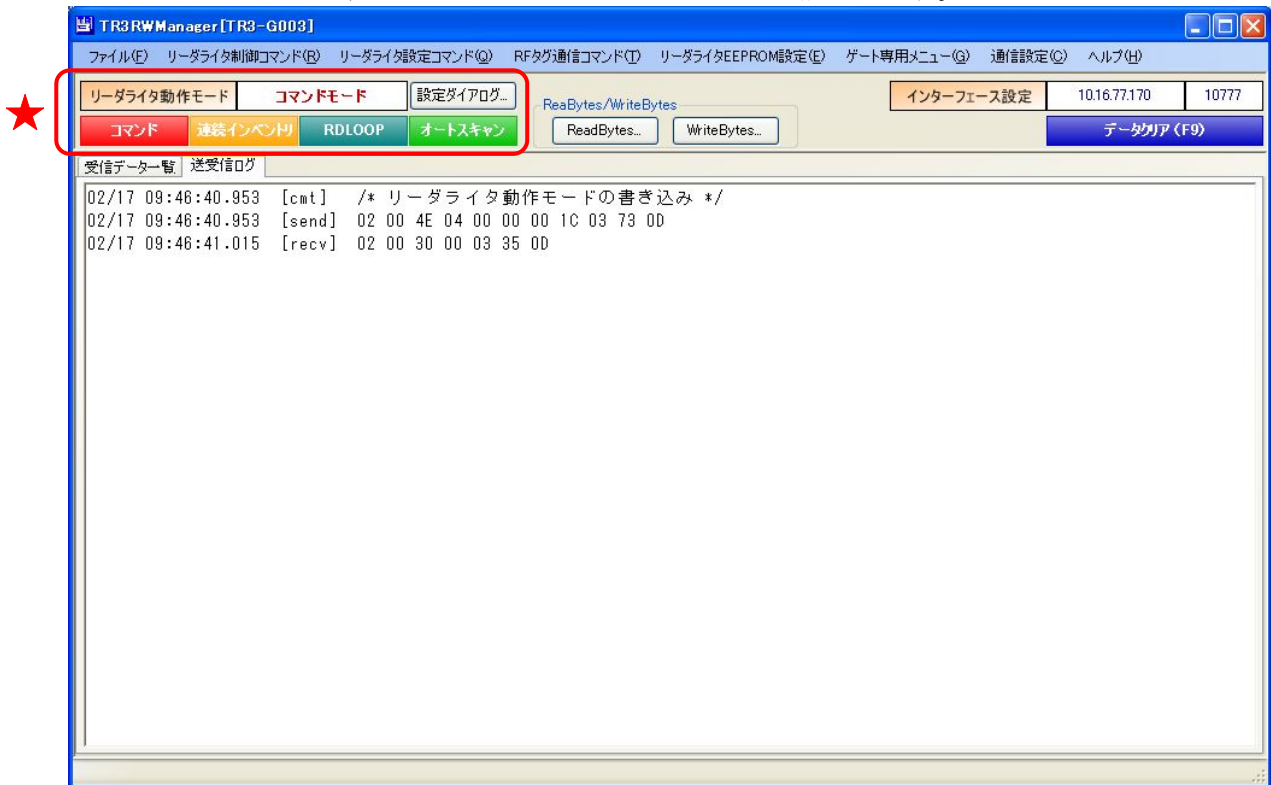 TR3RWManager[TR3-G003]
ファイル(F) リーダライタ制御コマンド(R) リーダライタ設定コマンド(Q) RFタグ通信コマンド(T) リーダライタEEPROM設定(E) ゲート専用メニュー(G) 通信設定(C) ヘルプ(H)
リーダライタ動作モード コマンドモード 設定ダイアログ... ReaBytes/WriteBytes インターフェース設定 10.16.77.170 10777
コマンド 連続インベントリ RDLOOP オートスキャン ReadBytes... WriteBytes... データクリア (F9)
受信データ一覧 送受信ログ
02/17 09:46:40.953 [cmt] /* リーダライタ動作モードの書き込み */
02/17 09:46:40.953 [send] 02 00 4E 04 00 00 00 1C 03 73 0D
02/17 09:46:41.015 [recv] 02 00 30 00 03 35 0D